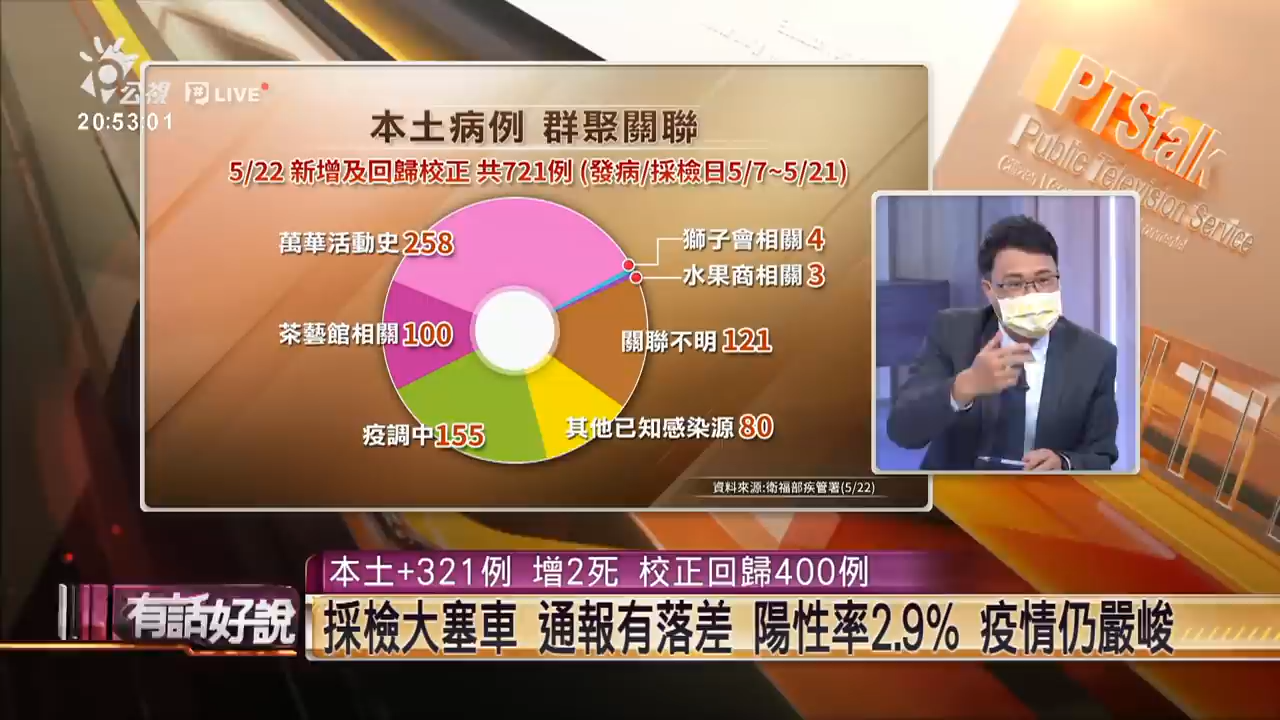 公視 LIVE
20:53:01
PTStalk
Public Television Service
本土病例 群聚關聯
5/22 新增及回歸校正 共721例 (發病/採檢日5/7~5/21)
萬華活動史258
獅子會相關4
水果商相關3
茶藝館相關100
關聯不明121
疫調中155
其他已知感染源80
資料來源:衛福部疾管署(5/22)
本土+321例 增2死 校正回歸400例
有話好說
採檢大塞車 通報有落差 陽性率2.9% 疫情仍嚴峻